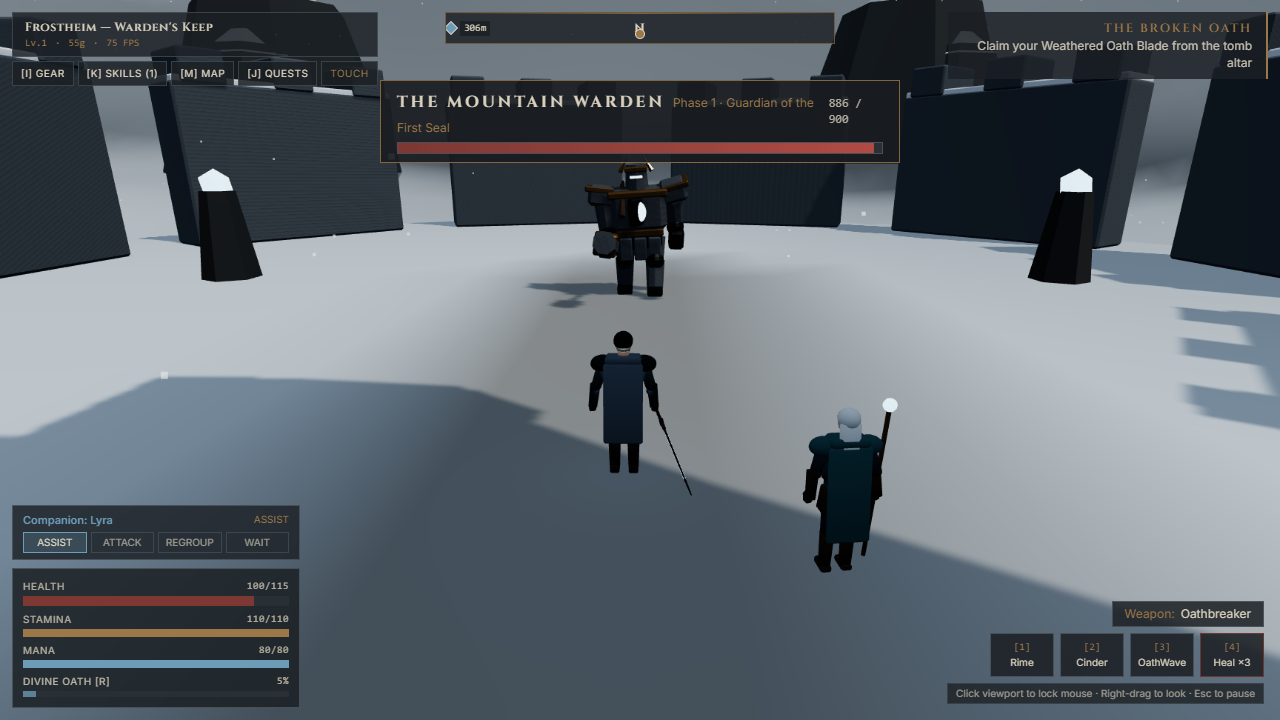 Frostheim — Warden's Keep
Lv.1 · 55g · 75 FPS
[I] GEAR
[K] SKILLS (1)
[M] MAP
[J] QUESTS
TOUCH
306m
N
THE BROKEN OATH
Claim your Weathered Oath Blade from the tomb
altar
THE MOUNTAIN WARDEN Phase 1 · Guardian of the
First Seal
886 /
900
Companion: Lyra
ASSIST
ASSIST
ATTACK
REGROUP
WAIT
HEALTH 100/115
STAMINA 110/110
MANA 80/80
DIVINE OATH [R] 5%
Weapon: Oathbreaker
[1]
Rime
[2]
Cinder
[3]
OathWave
[4]
Heal ×3
Click viewport to lock mouse · Right-drag to look · Esc to pause